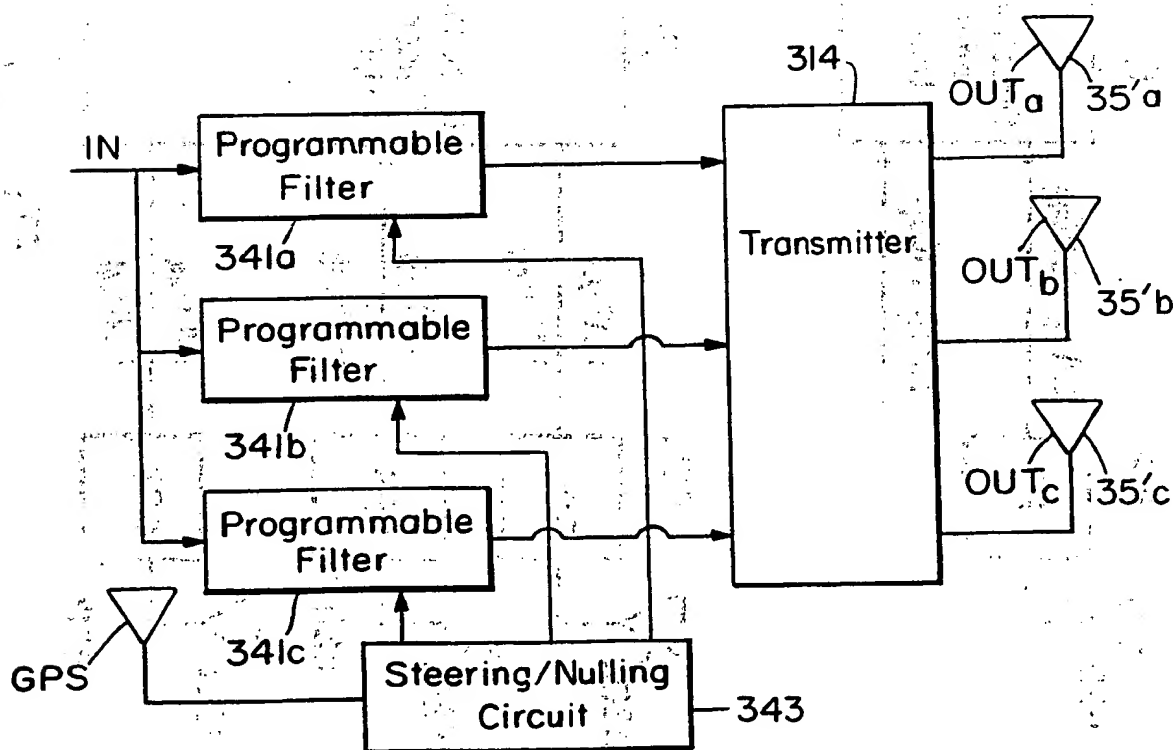 314
OUTa
35'a
IN
Programmable
Filter
341a
Transmitter
OUTb
35'b
Programmable
Filter
341b
OUTc
35'c
Programmable
Filter
341c
GPS
Steering/Nulling
Circuit
343